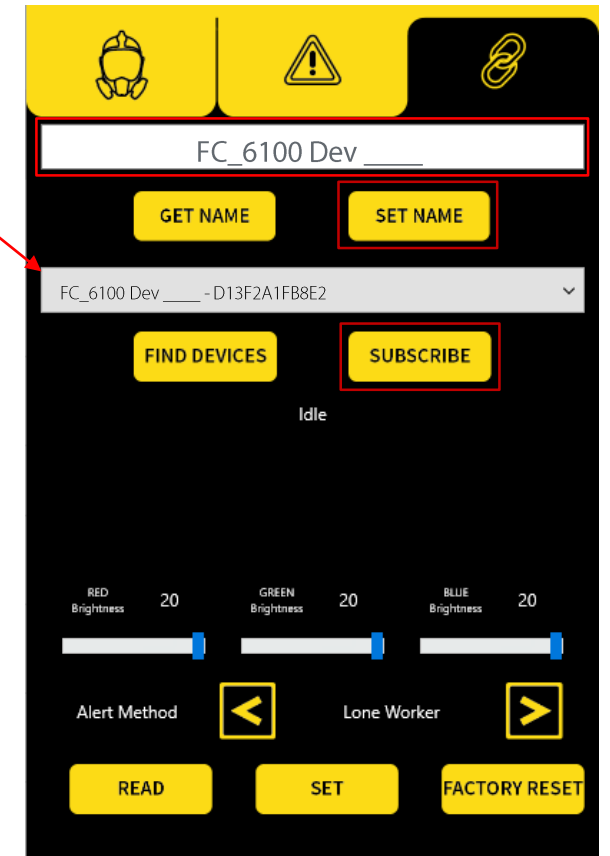 FC_6100 Dev ____
GET NAME
SET NAME
FC_6100 Dev ____ - D13F2A1FB8E2
FIND DEVICES
SUBSCRIBE
Idle
RED
Brightness
20
GREEN
Brightness
20
BLUE
Brightness
20
Alert Method
<
Lone Worker
>
READ
SET
FACTORY RESET